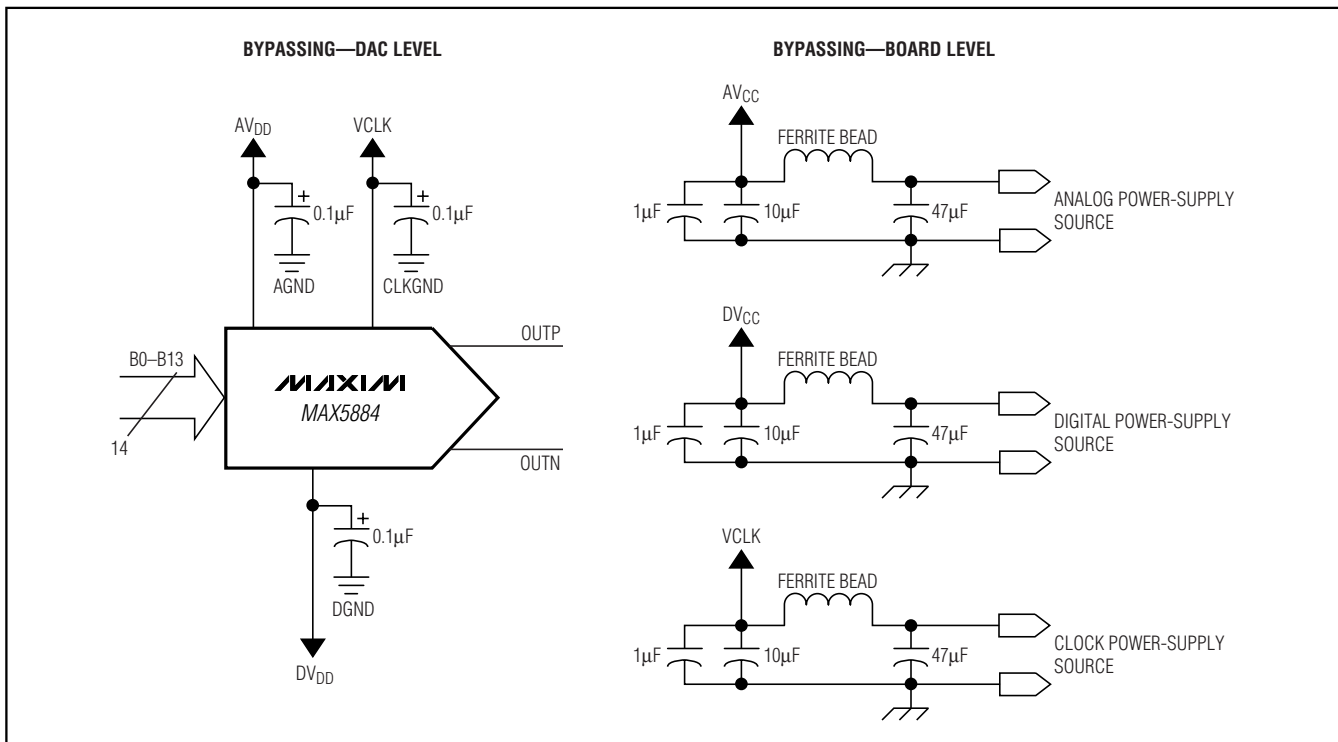 BYPASSING—DAC LEVEL
AVDD
VCLK
+
0.1µF
+
0.1µF
AGND
CLKGND
B0–B13
14
MAXIM
MAX5884
OUTP
OUTN
+
0.1µF
DGND
DVDD
BYPASSING—BOARD LEVEL
AVCC
FERRITE BEAD
1µF
10µF
47µF
ANALOG POWER-SUPPLY
SOURCE
DVCC
FERRITE BEAD
1µF
10µF
47µF
DIGITAL POWER-SUPPLY
SOURCE
VCLK
FERRITE BEAD
1µF
10µF
47µF
CLOCK POWER-SUPPLY
SOURCE